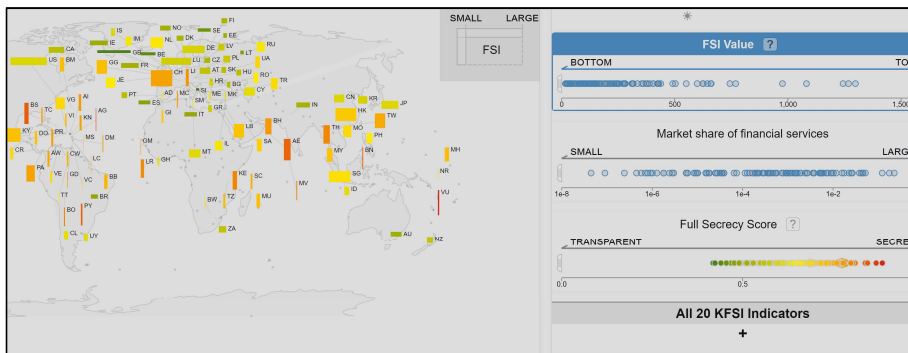 SMALL LARGE
FSI
FI
IS NO SE
EE
IE IM NL DK LV RU
CA GB BE DE LT
US BM GG FR LU CZ PL UA
CH LI AT SK HU RO
JE HR BG TR
PT AD MC SI SM ME MK CY
BS VG AI ES GR IN CN KR JP
TC AG GI IT HK
VI KN LB BH TW
KY DO PR MS DM GM IL SA AE TH MO PH
CR AW CW LC LR GH MT MY BN MH
PA VE GD VC BB KE SC MV SG NR
TT BR BW TZ MU ID VU
BO PY
CL UY ZA AU NZ
FSI Value ?
BOTTOM TO
0 500 1,000 1,
Market share of financial services
SMALL LARG
1e-8 1e-6 1e-4 1e-2
Full Secrecy Score ?
TRANSPARENT SECRE
0.0 0.5
All 20 KFSI Indicators
+